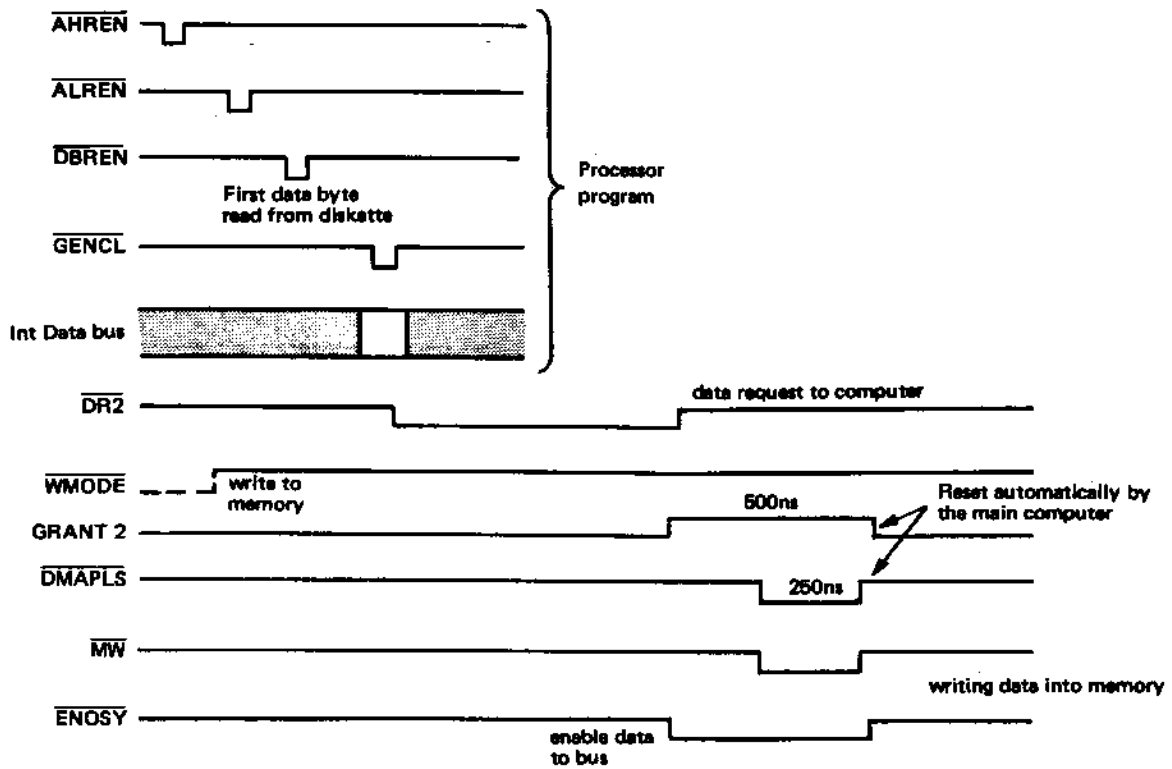 AHREN
ALREN
DBREN
First data byte
read from diskette
Processor
program
GENCL
Int Data bus
DR2
data request to computer
WMODE
write to
memory
500ns
Reset automatically by
the main computer
GRANT 2
DMAPLS
250ns
MW
writing data into memory
ENOSY
enable data
to bus